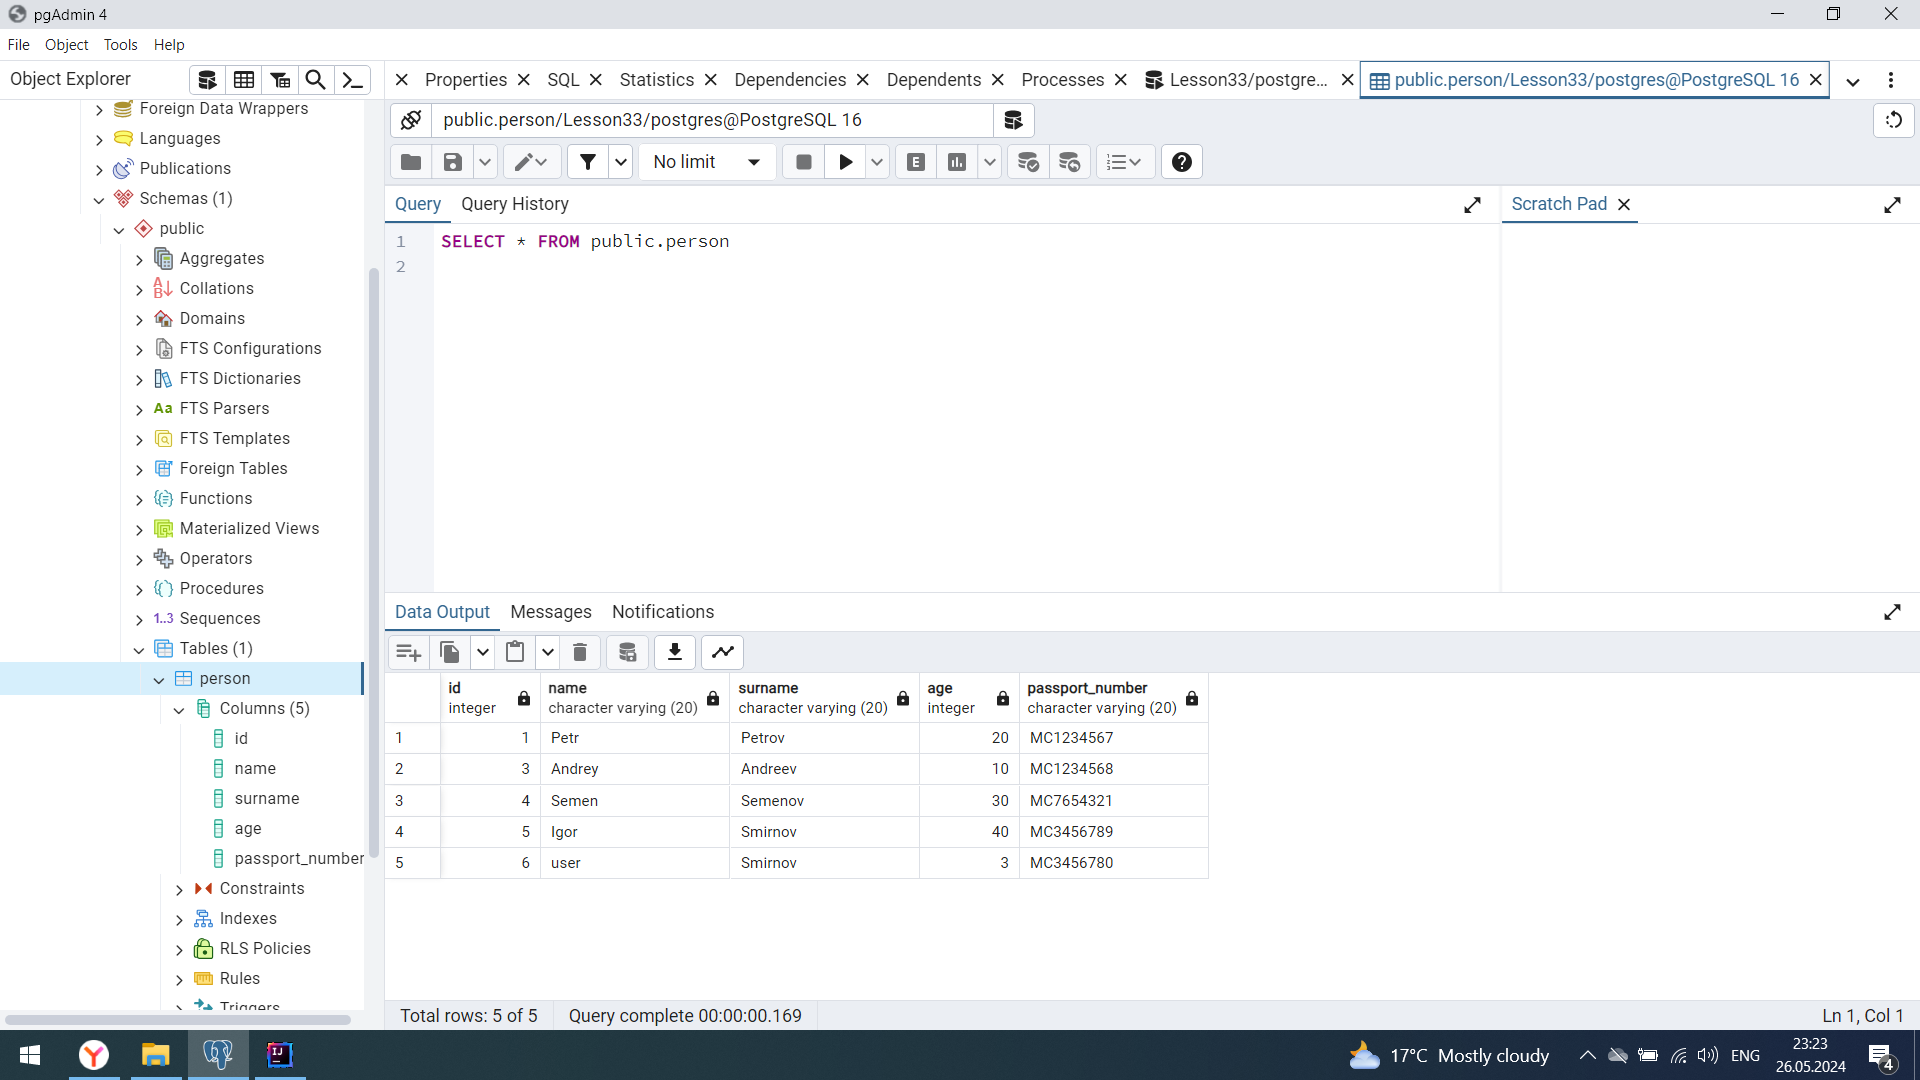 pgAdmin 4
File Object Tools Help
Object Explorer
Properties SQL Statistics Dependencies Dependents Processes Lesson33/postgre... public.person/Lesson33/postgres@PostgreSQL 16
public.person/Lesson33/postgres@PostgreSQL 16
No limit
E
Foreign Data Wrappers
Languages
Publications
Schemas (1)
public
Aggregates
Collations
Domains
FTS Configurations
FTS Dictionaries
Aa FTS Parsers
FTS Templates
Foreign Tables
Functions
Materialized Views
Operators
Procedures
1..3 Sequences
Tables (1)
person
Columns (5)
id
name
surname
age
passport_number
Constraints
Indexes
RLS Policies
Rules
Triggers
Query Query History
Scratch Pad
1 SELECT * FROM public.person
2
Data Output Messages Notifications
id name surname age passport_number
integer character varying (20) character varying (20) integer character varying (20)
1 1 Petr Petrov 20 MC1234567
2 3 Andrey Andreev 10 MC1234568
3 4 Semen Semenov 30 MC7654321
4 5 Igor Smirnov 40 MC3456789
5 6 user Smirnov 3 MC3456780
Total rows: 5 of 5 Query complete 00:00:00.169
Ln 1, Col 1
Y
IJ
17°C Mostly cloudy
ENG
23:23
26.05.2024
4